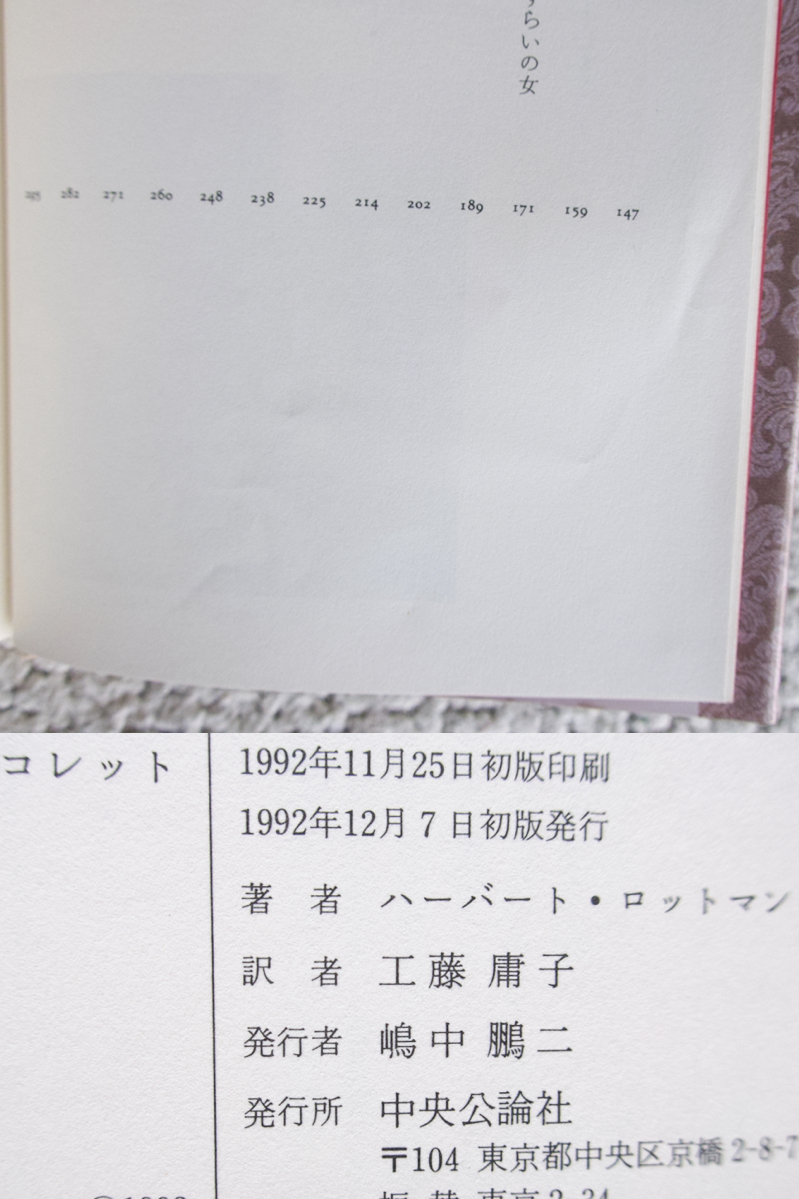 らいの女
147
159
171
189
202
214
225
238
248
260
271
282
295
コレット
1992年11月25日初版印刷
1992年12月7日初版発行
著者 ハーバート・ロットマン
訳者 工藤庸子
発行者 嶋中鵬二
発行所 中央公論社
〒104 東京都中央区京橋2-8-7